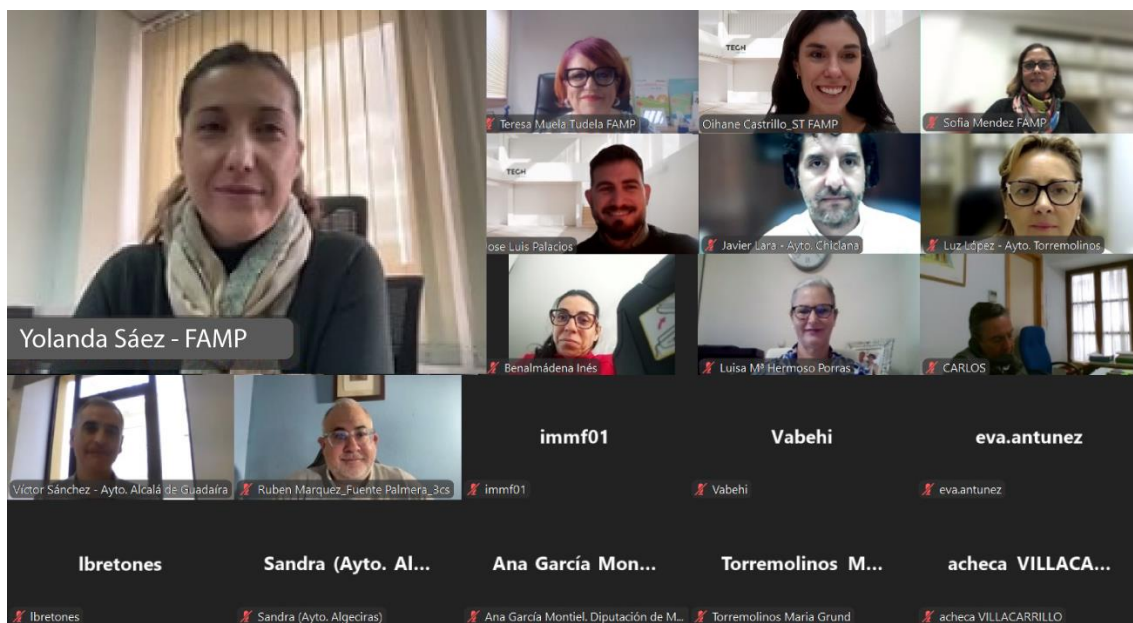 Yolanda Sáez - FAMP
Teresa Muela Tudela FAMP
TECH
Oihane Castrillo_ST FAMP
Sofia Mendez FAMP
TECH
Jose Luis Palacios
Javier Lara - Ayto. Chiclana
Luz López - Ayto. Torremolinos
Benalmádena Inés
Luisa Mª Hermoso Porras
CARLOS
Víctor Sánchez - Ayto. Alcalá de Guadaíra
Ruben Marquez_Fuente Palmera_3cs
immf01
immf01
Vabehi
Vabehi
eva.antunez
eva.antunez
lbretones
lbretones
Sandra (Ayto. Al...
Sandra (Ayto. Algeciras)
Ana García Mon...
Ana García Montiel. Diputación de M...
Torremolinos M...
Torremolinos Maria Grund
acheca VILLACA...
acheca VILLACARRILLO